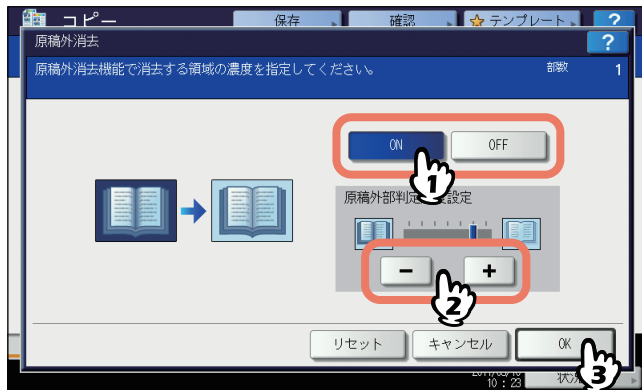 コピー
保存
確認
テンプレート
?
原稿外消去
?
原稿外消去機能で消去する領域の濃度を指定してください。
部数 1
ON
OFF
1
原稿外部判定 設定
- +
2
リセット
キャンセル
OK
3
10:23